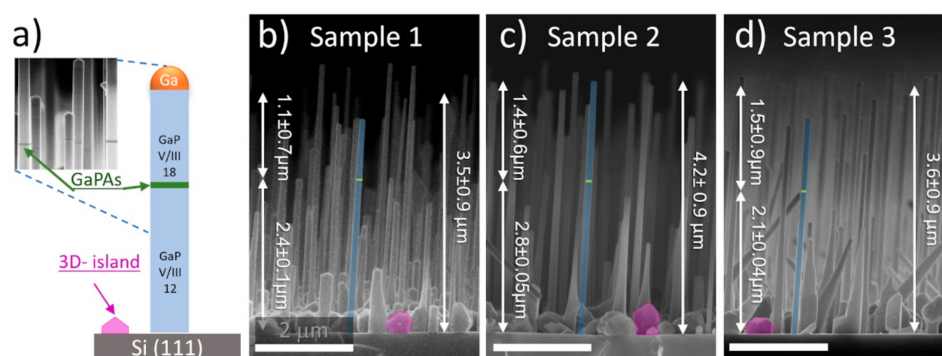 a)
Ga
GaP
V/III
18
GaPAs
GaP
V/III
12
3D- island
Si (111)
b) Sample 1
1.1±0.7μm
2.4±0.1μm
3.5±0.9 μm
2 μm
c) Sample 2
1.4±0.6μm
2.8±0.05μm
4.2± 0.9 μm
d) Sample 3
1.5±0.9μm
2.1±0.04μm
3.6±0.9 μm